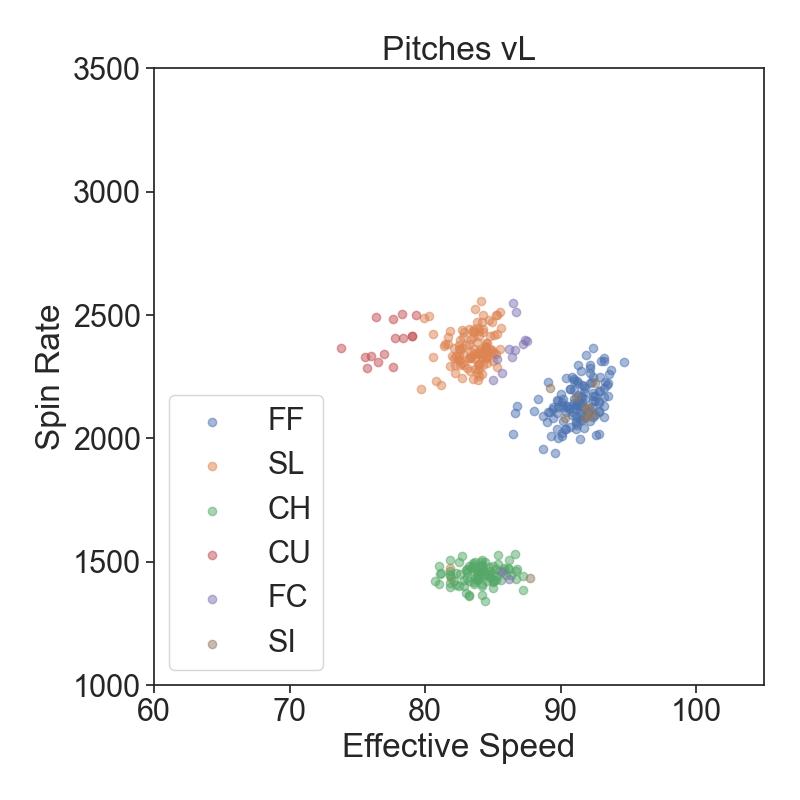 Pitches vL
3500
3000
2500
2000
1500
1000
Spin Rate
FF
SL
CH
CU
FC
SI
60 70 80 90 100
Effective Speed